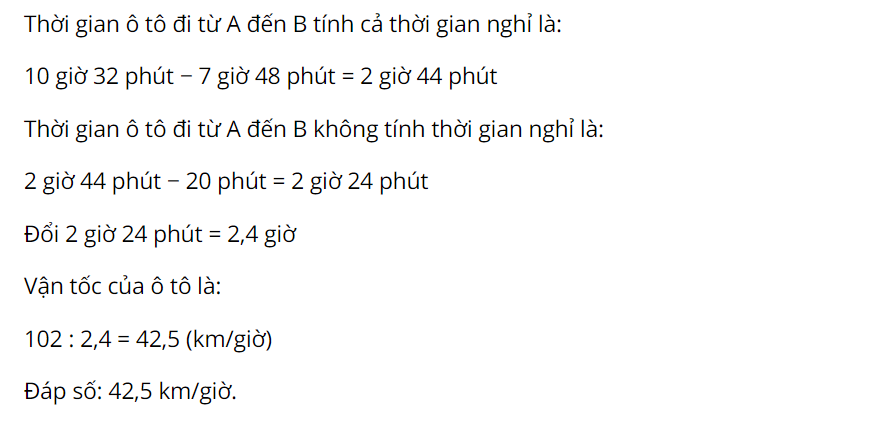 Thời gian ô tô đi từ A đến B tính cả thời gian nghỉ là:
10 giờ 32 phút − 7 giờ 48 phút = 2 giờ 44 phút
Thời gian ô tô đi từ A đến B không tính thời gian nghỉ là:
2 giờ 44 phút − 20 phút = 2 giờ 24 phút
Đổi 2 giờ 24 phút = 2,4 giờ
Vận tốc của ô tô là:
102 : 2,4 = 42,5 (km/giờ)
Đáp số: 42,5 km/giờ.